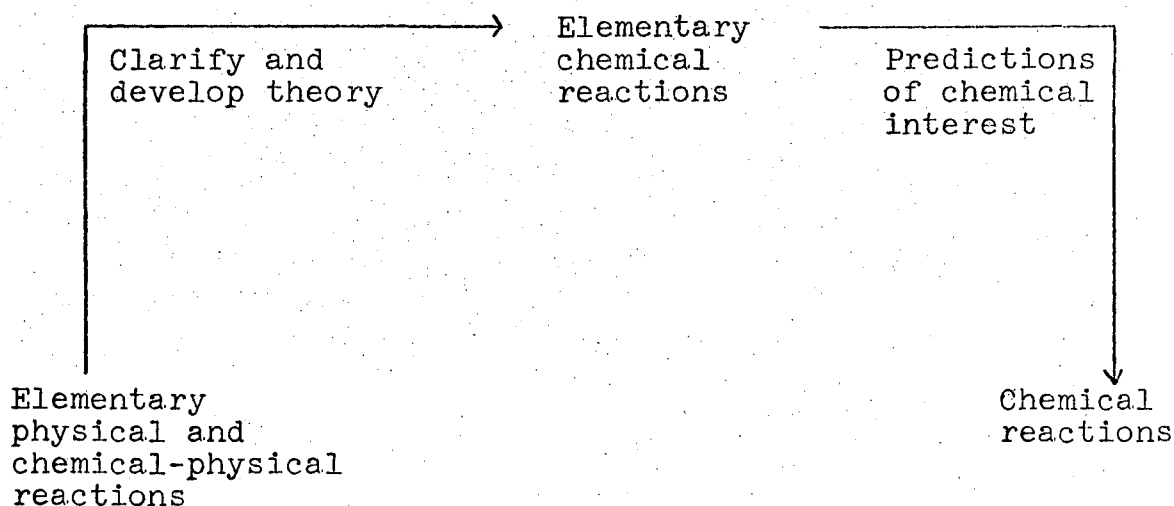 Clarify and
develop theory
Elementary
chemical
reactions
Predictions
of chemical
interest
Elementary
physical and
chemical-physical
reactions
Chemical
reactions